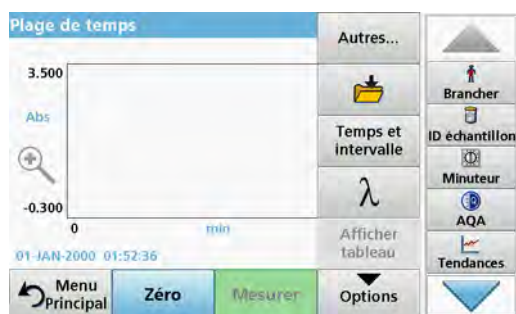 Plage de temps
3.500
Abs
-0.300
0
min
01-JAN-2000 01:52:36
Menu
Principal
Zéro
Mesurer
Options
Autres...
Temps et
intervalle
λ
Afficher
tableau
Brancher
ID échantillon
Minuteur
AQA
Tendances